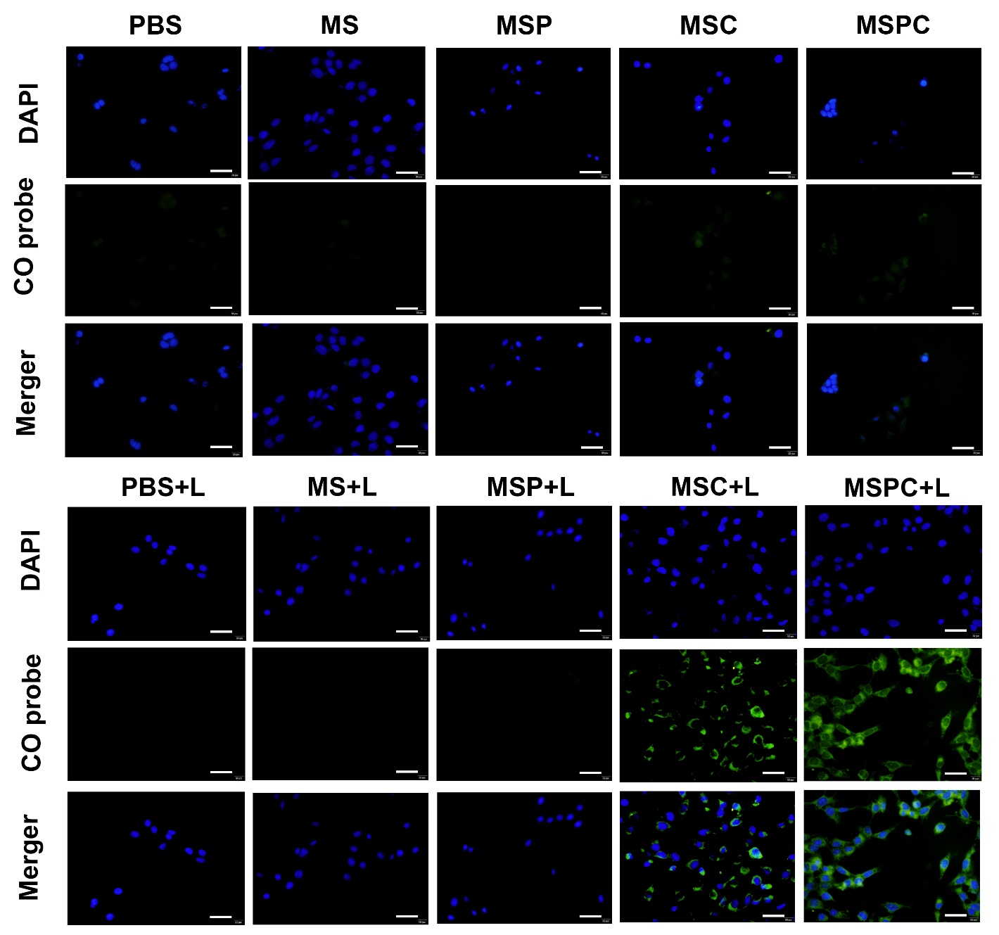 PBS MS MSP MSC MSPC
DAPI
CO probe
Merger
PBS+L MS+L MSP+L MSC+L MSPC+L
DAPI
CO probe
Merger